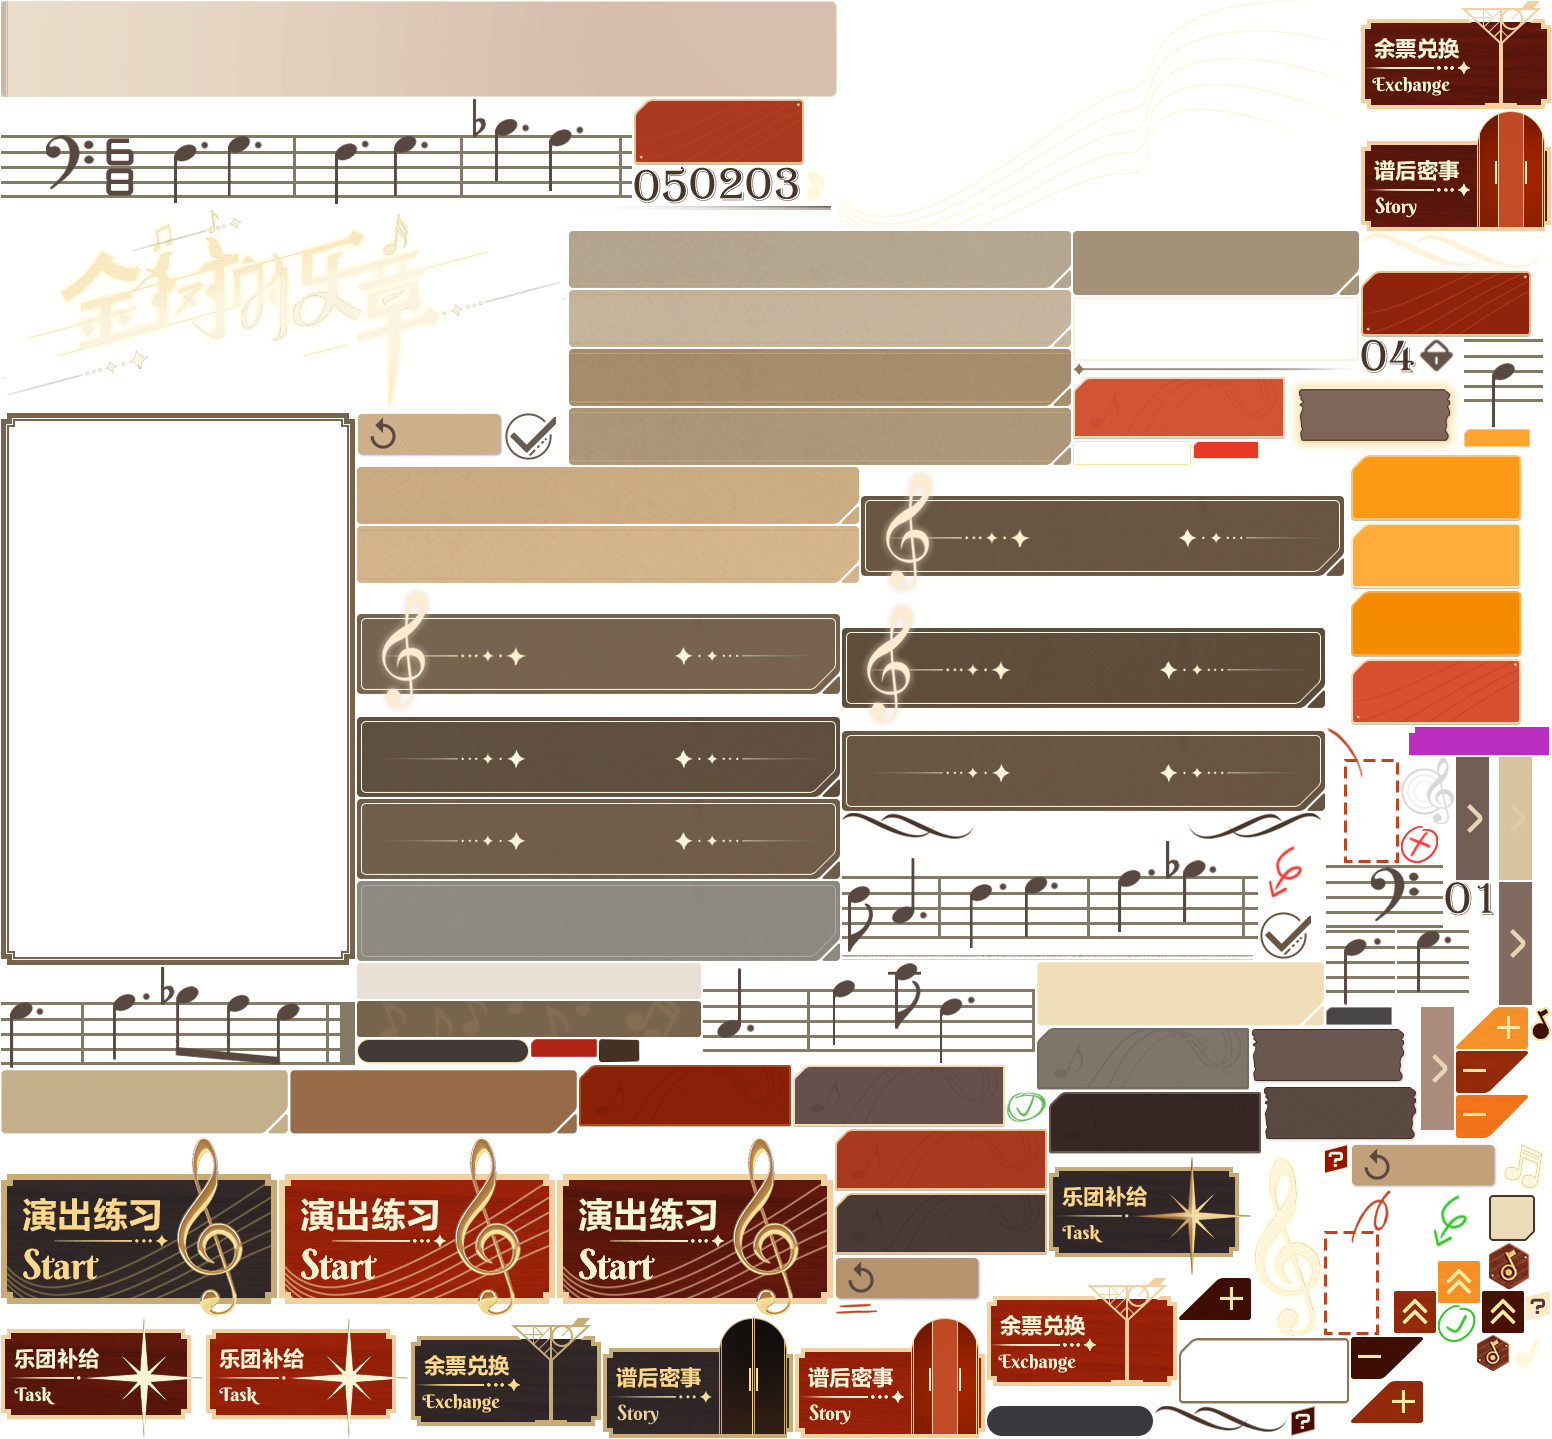 余票兑换
Exchange
谱后密事
Story
050203
金树的乐章
04
01
演出练习
Start
演出练习
Start
演出练习
Start
乐团补给
Task
?
?
余票兑换
Exchange
乐团补给
Task
乐团补给
Task
余票兑换
Exchange
谱后密事
Story
谱后密事
Story
?